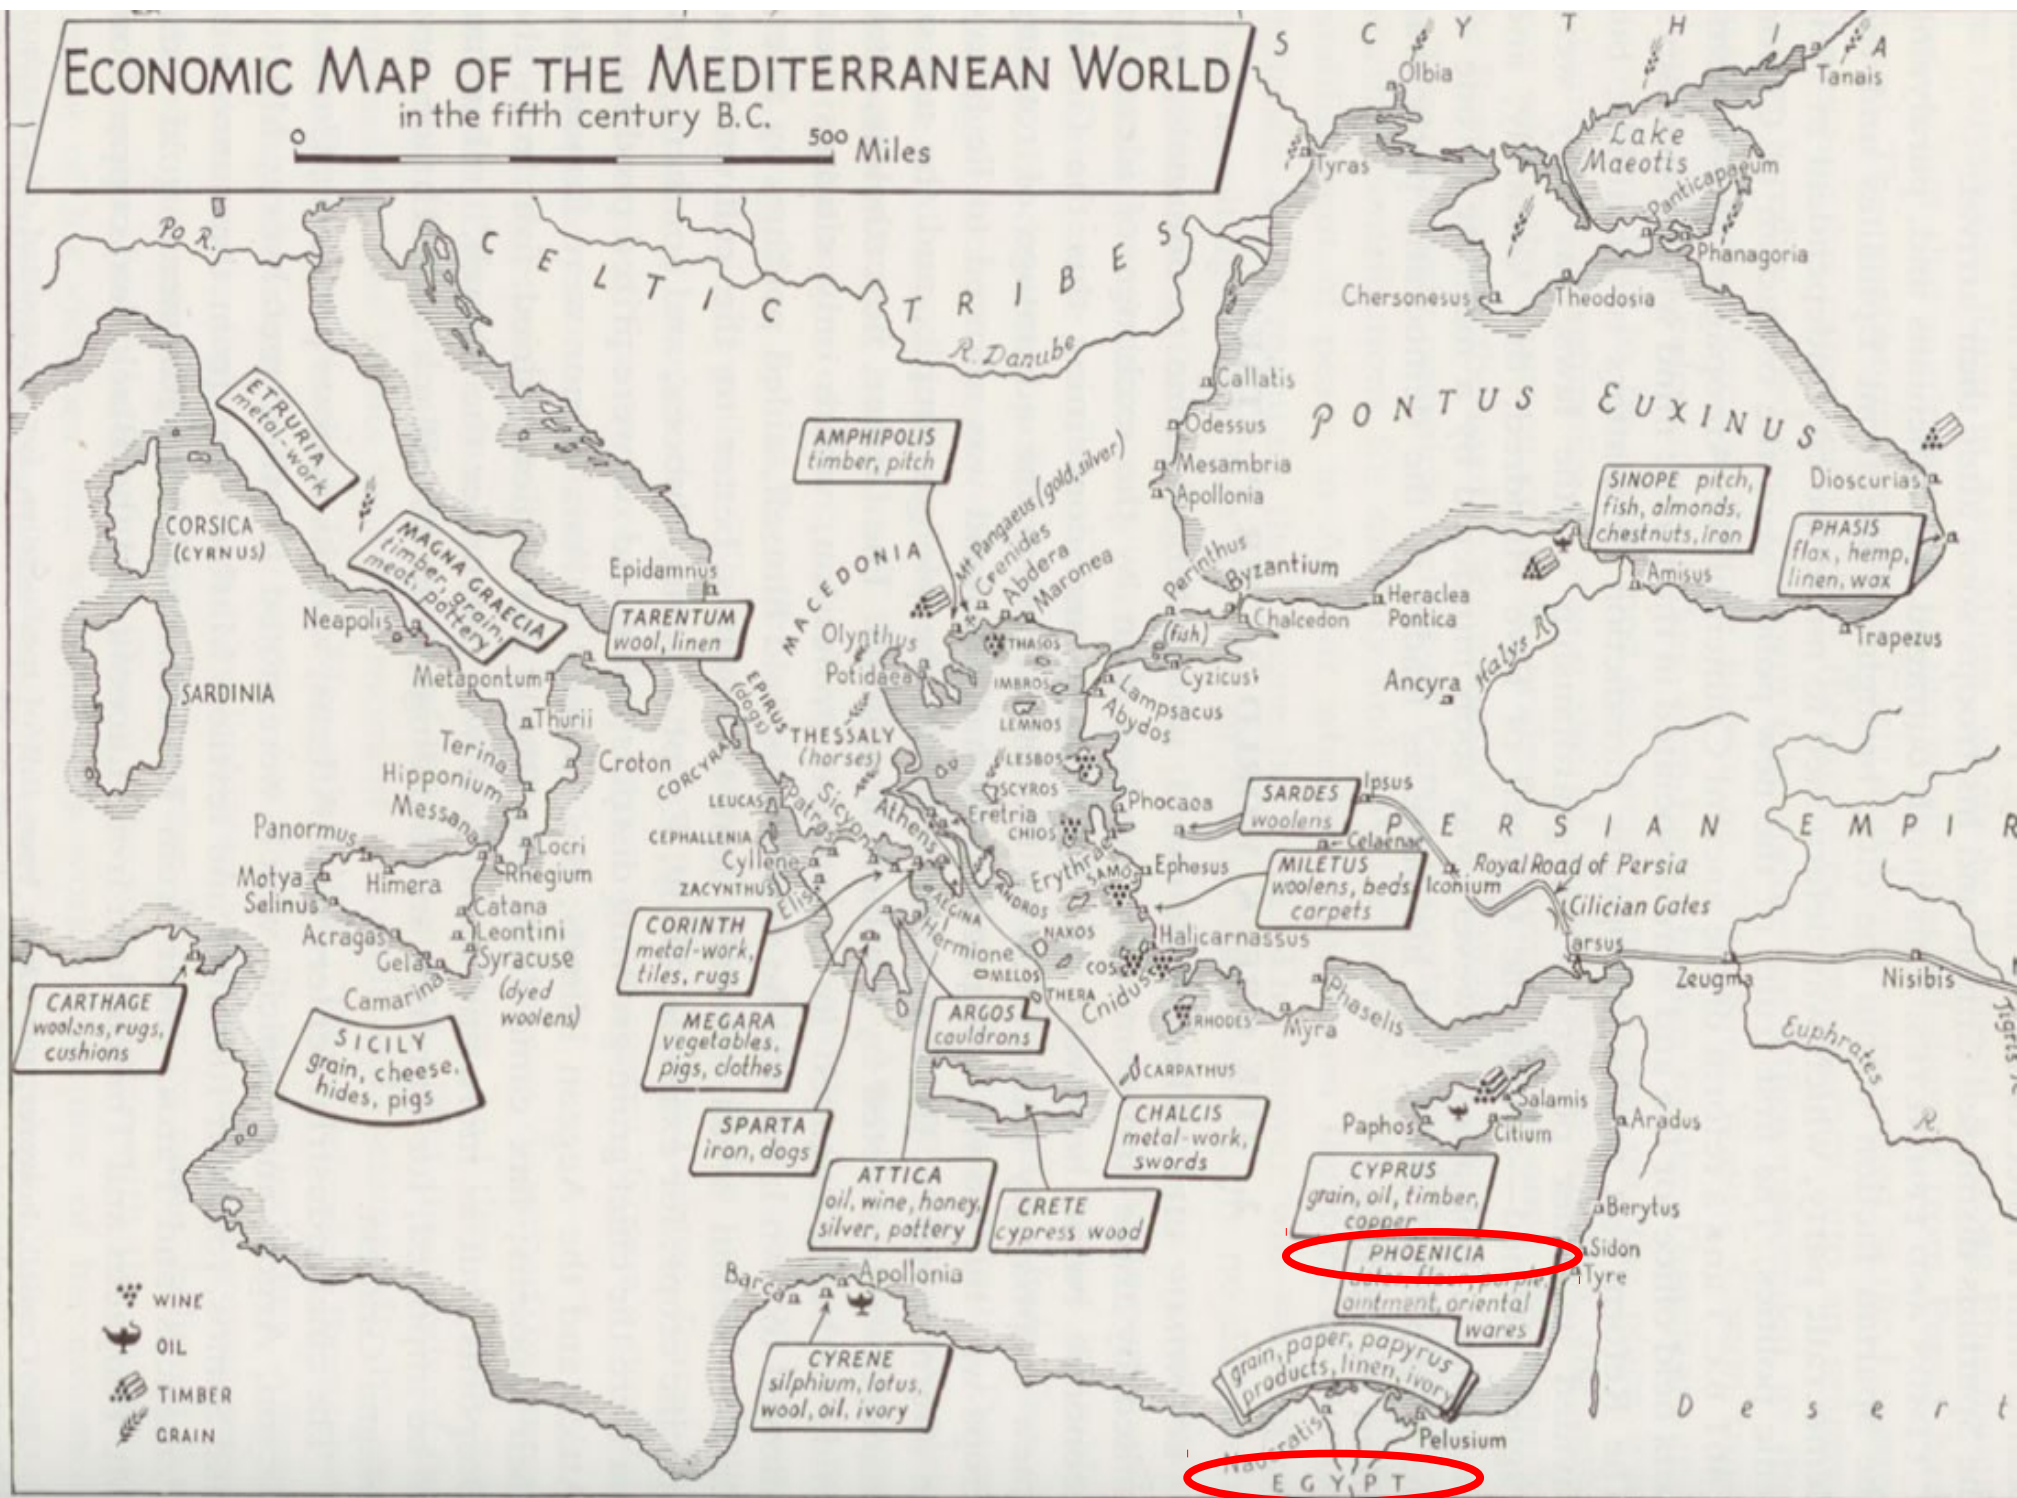 ECONOMIC MAP OF THE MEDITERRANEAN WORLD
in the fifth century B.C.
0 500 Miles
S C Y T H I A
Olbia
Tanais
Tyras
Lake
Maeotis
Panticapaeum
Phanagoria
Chersonesus
Theodosia
Po R.
CELTIC TRIBES
R. Danube
Callatis
Odessus
Mesambria
Apollonia
PONTUS EUXINUS
Dioscurias
SINOPE pitch,
fish, almonds,
chestnuts, iron
PHASIS
flax, hemp,
linen, wax
Amisus
Trapezus
Heraclea
Pontica
Halys R.
Ancyra
ETRURIA
metal-work
CORSICA
(CYRNUS)
SARDINIA
MAGNA GRAECIA
timber, grain,
meat, pottery
Neapolis
Epidamnus
TARENTUM
wool, linen
Metapontum
Thurii
Terina
Croton
Hipponium
Messana
Locri
Rhegium
Panormus
Motya
Himera
Selinus
Catana
Leontini
Acragas
Syracuse
Gela
(dyed
woolens)
Camarina
CARTHAGE
woolens, rugs,
cushions
SICILY
grain, cheese,
hides, pigs
AMPHIPOLIS
timber, pitch
MACEDONIA
Mt. Pangaeus (gold, silver)
Crenides
Abdera
Maronea
Perinthus
Byzantium
Chalcedon
(fish)
Cyzicus
Olynthus
Potidaea
THASOS
IMBROS
LEMNOS
Lampsacus
Abydos
EPIRUS
(dogs)
CORCYRA
THESSALY
(horses)
LESBOS
SCYROS
LEUCAS
Patras
Sicyon
Athens
Eretria
CHIOS
Phocaea
CEPHALLENIA
Cyllene
ZACYNTHUS
Elis
Erythrae
SAMOS
Ephesus
ANDROS
AEGINA
Hermione
NAXOS
MELOS
COS
THERA
Cnidus
Halicarnassus
RHODES
Myra
Phaselis
CARPATHUS
SARDES
woolens
Ipsus
PERSIAN EMPIR
Celaenae
MILETUS
woolens, beds,
carpets
Iconium
Royal Road of Persia
Cilician Gates
Tarsus
Zeugma
Nisibis
Euphrates
R.
Tigris R.
CORINTH
metal-work,
tiles, rugs
MEGARA
vegetables,
pigs, clothes
SPARTA
iron, dogs
ARGOS
cauldrons
ATTICA
oil, wine, honey,
silver, pottery
CRETE
cypress wood
CHALCIS
metal-work,
swords
Paphos
Salamis
Citium
Aradus
CYPRUS
grain, oil, timber,
copper
Berytus
Sidon
Tyre
PHOENICIA
dates, flour, purple,
ointment, oriental
wares
Barca
Apollonia
CYRENE
silphium, lotus,
wool, oil, ivory
grain, paper, papyrus
products, linen, ivory
Naucratis
Pelusium
EGYPT
Desert
WINE
OIL
TIMBER
GRAIN